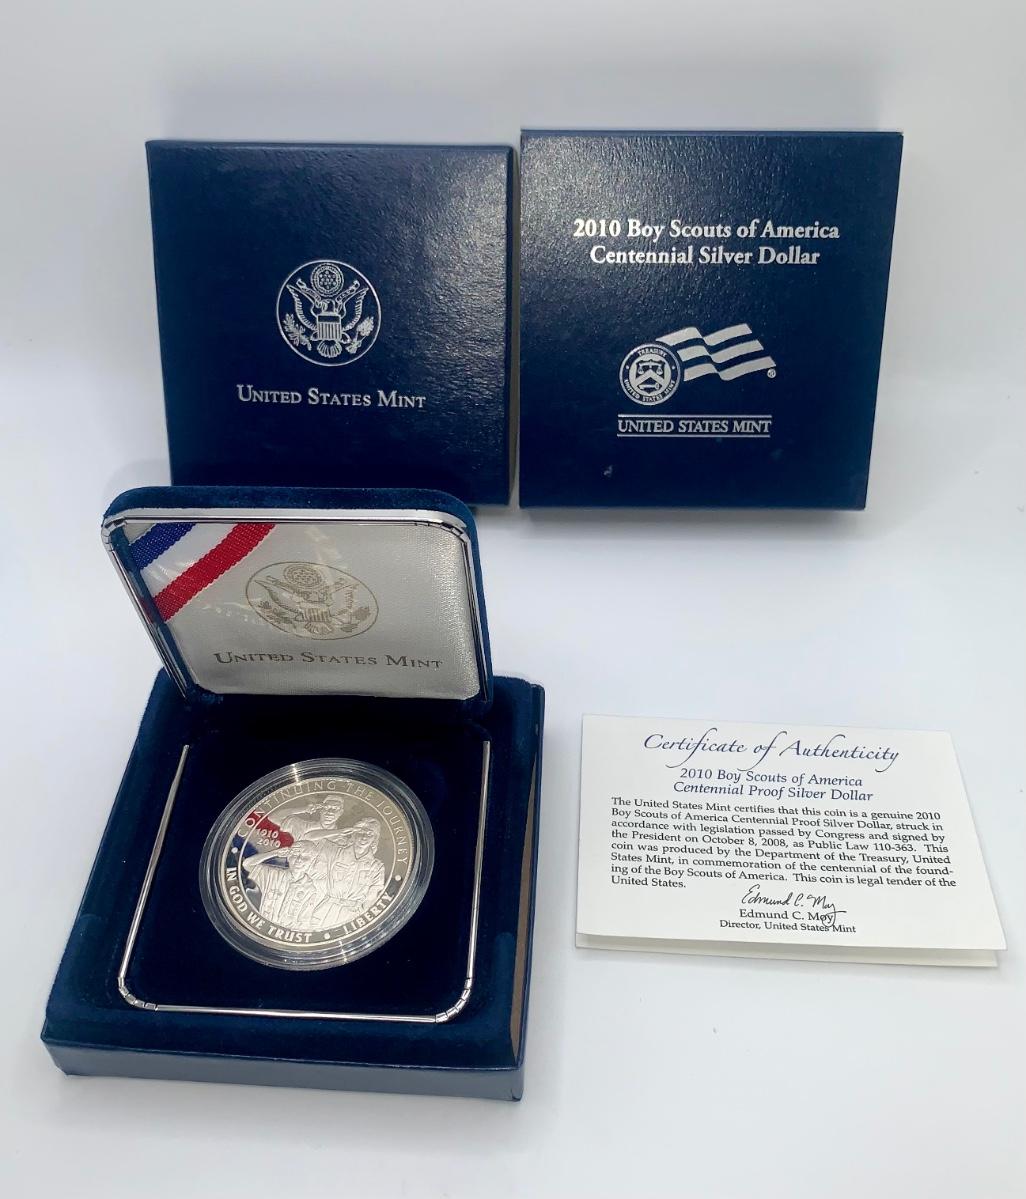 UNITED STATES MINT
2010 Boy Scouts of America
Centennial Silver Dollar
TREASURY
UNITED STATES MINT
®
UNITED STATES MINT
UNITED STATES MINT
CONTINUING THE JOURNEY
1910
2010
IN GOD WE TRUST • LIBERTY •
Certificate of Authenticity
2010 Boy Scouts of America
Centennial Proof Silver Dollar
The United States Mint certifies that this coin is a genuine 2010
Boy Scouts of America Centennial Proof Silver Dollar, struck in
accordance with legislation passed by Congress and signed by
the President on October 8, 2008, as Public Law 110-363. This
coin was produced by the Department of the Treasury, United
States Mint, in commemoration of the centennial of the found-
ing of the Boy Scouts of America. This coin is legal tender of the
United States.
Edmund C. Moy
Edmund C. Moy
Director, United States Mint